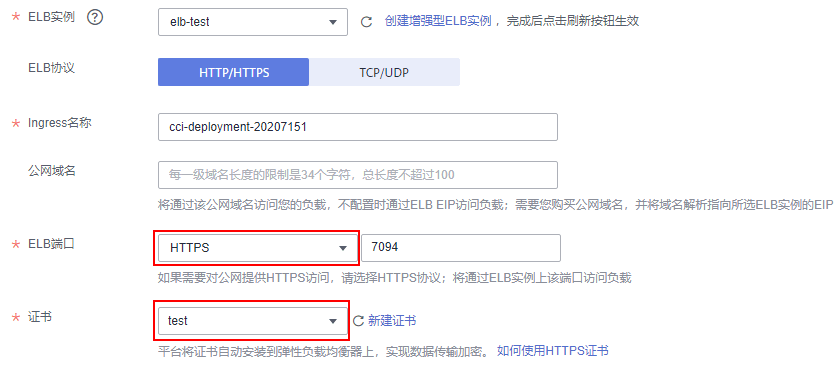 * ELB实例 ? elb-test 创建增强型ELB实例 ，完成后点击刷新按钮生效
ELB协议 HTTP/HTTPS TCP/UDP
* Ingress名称 cci-deployment-20207151
公网域名 每一级域名长度的限制是34个字符，总长度不超过100
将通过该公网域名访问您的负载，不配置时通过ELB EIP访问负载；需要您购买公网域名，并将域名解析指向所选ELB实例的EIP
* ELB端口 HTTPS 7094
如果需要对公网提供HTTPS访问，请选择HTTPS协议；将通过ELB实例上该端口访问负载
* 证书 test 新建证书
平台将证书自动安装到弹性负载均衡器上，实现数据传输加密。 如何使用HTTPS证书